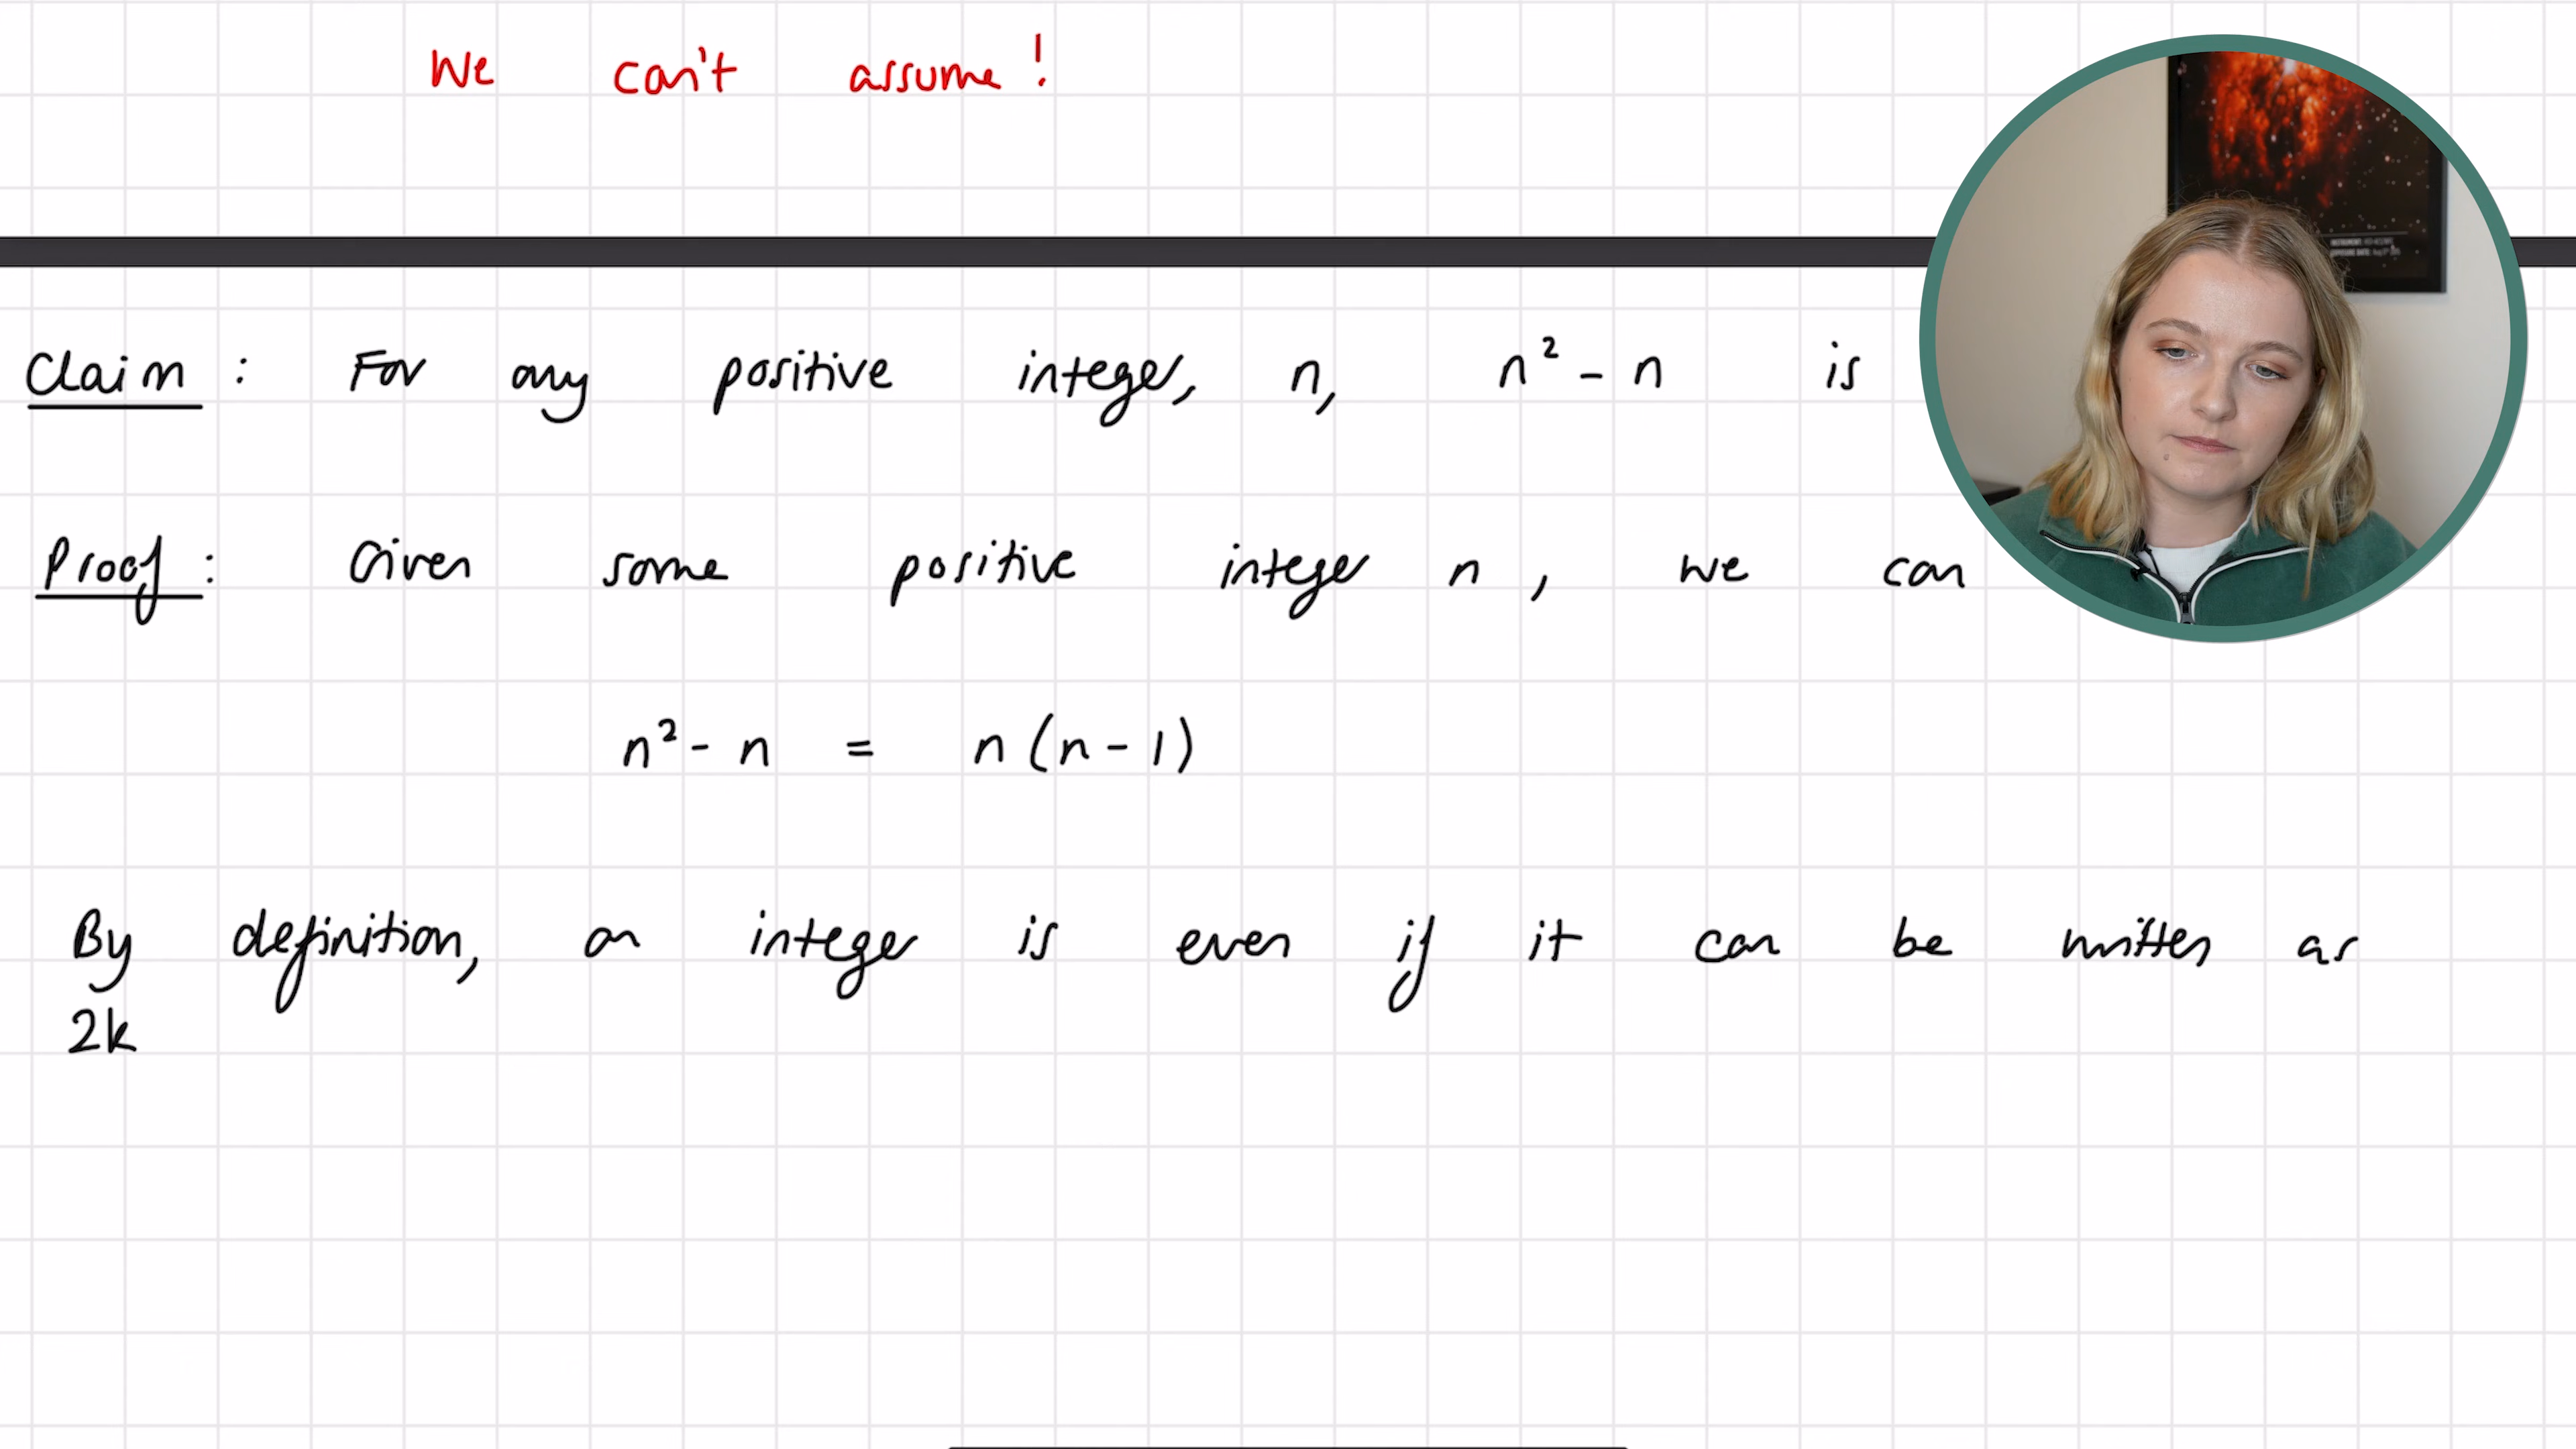 We can't assume!
Claim: For any positive integer, n, n² - n is
Proof: Given some positive integer n, we can
n² - n = n(n - 1)
By definition, an integer is even if it can be written as
2k